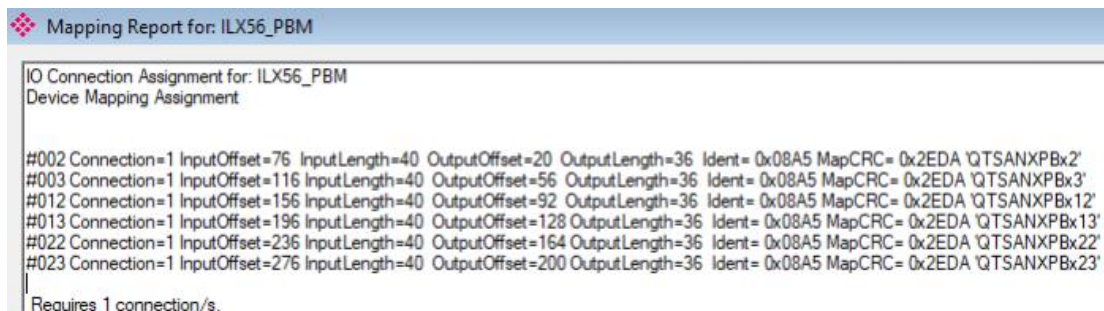 Mapping Report for: ILX56_PBM
IO Connection Assignment for: ILX56_PBM
Device Mapping Assignment
#002 Connection=1 InputOffset=76 InputLength=40 OutputOffset=20 OutputLength=36 Ident= 0x08A5 MapCRC= 0x2EDA 'QTSANXPBx2'
#003 Connection=1 InputOffset=116 InputLength=40 OutputOffset=56 OutputLength=36 Ident= 0x08A5 MapCRC= 0x2EDA 'QTSANXPBx3'
#012 Connection=1 InputOffset=156 InputLength=40 OutputOffset=92 OutputLength=36 Ident= 0x08A5 MapCRC= 0x2EDA 'QTSANXPBx12'
#013 Connection=1 InputOffset=196 InputLength=40 OutputOffset=128 OutputLength=36 Ident= 0x08A5 MapCRC= 0x2EDA 'QTSANXPBx13'
#022 Connection=1 InputOffset=236 InputLength=40 OutputOffset=164 OutputLength=36 Ident= 0x08A5 MapCRC= 0x2EDA 'QTSANXPBx22'
#023 Connection=1 InputOffset=276 InputLength=40 OutputOffset=200 OutputLength=36 Ident= 0x08A5 MapCRC= 0x2EDA 'QTSANXPBx23'
Requires 1 connection/s.